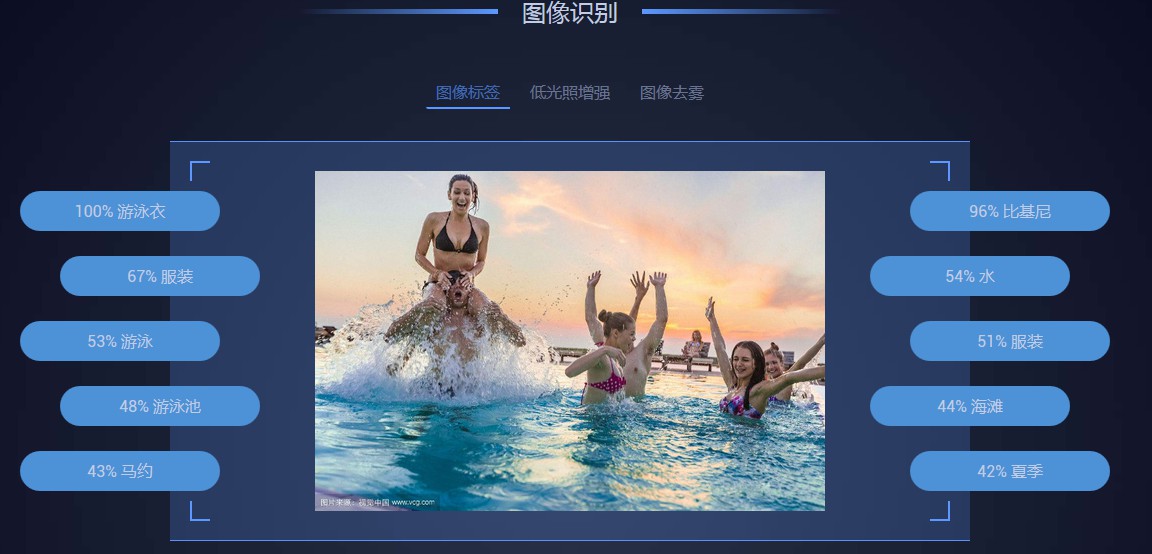 图像识别
图像标签 低光照增强 图像去雾
100% 游泳衣
96% 比基尼
67% 服装
54% 水
53% 游泳
51% 服装
48% 游泳池
44% 海滩
43% 马约
42% 夏季
图片来源：视觉中国 www.vcg.com